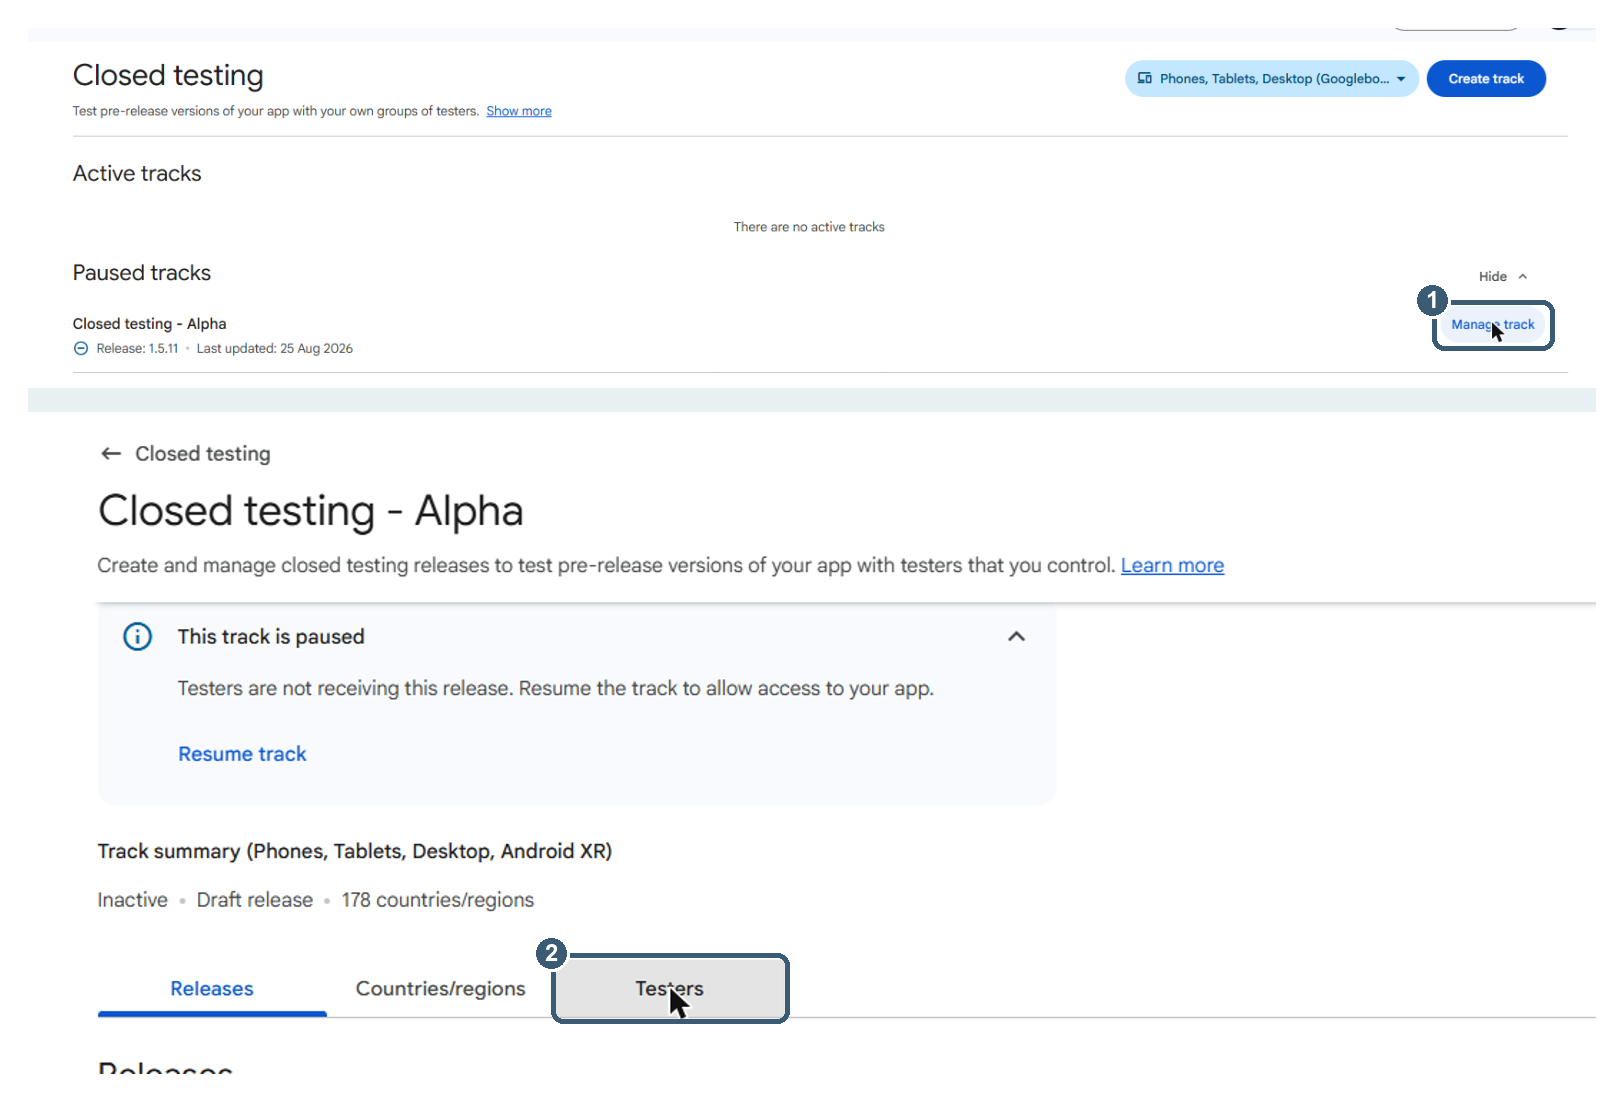 Closed testing
Phones, Tablets, Desktop (Googlebo...
Create track
Test pre-release versions of your app with your own groups of testers. Show more
Active tracks
There are no active tracks
Paused tracks
Hide
1
Closed testing - Alpha
Manage track
Release: 1.5.11 • Last updated: 25 Aug 2026
Closed testing
Closed testing - Alpha
Create and manage closed testing releases to test pre-release versions of your app with testers that you control. Learn more
This track is paused
Testers are not receiving this release. Resume the track to allow access to your app.
Resume track
Track summary (Phones, Tablets, Desktop, Android XR)
Inactive • Draft release • 178 countries/regions
2
Releases
Countries/regions
Testers
Releases